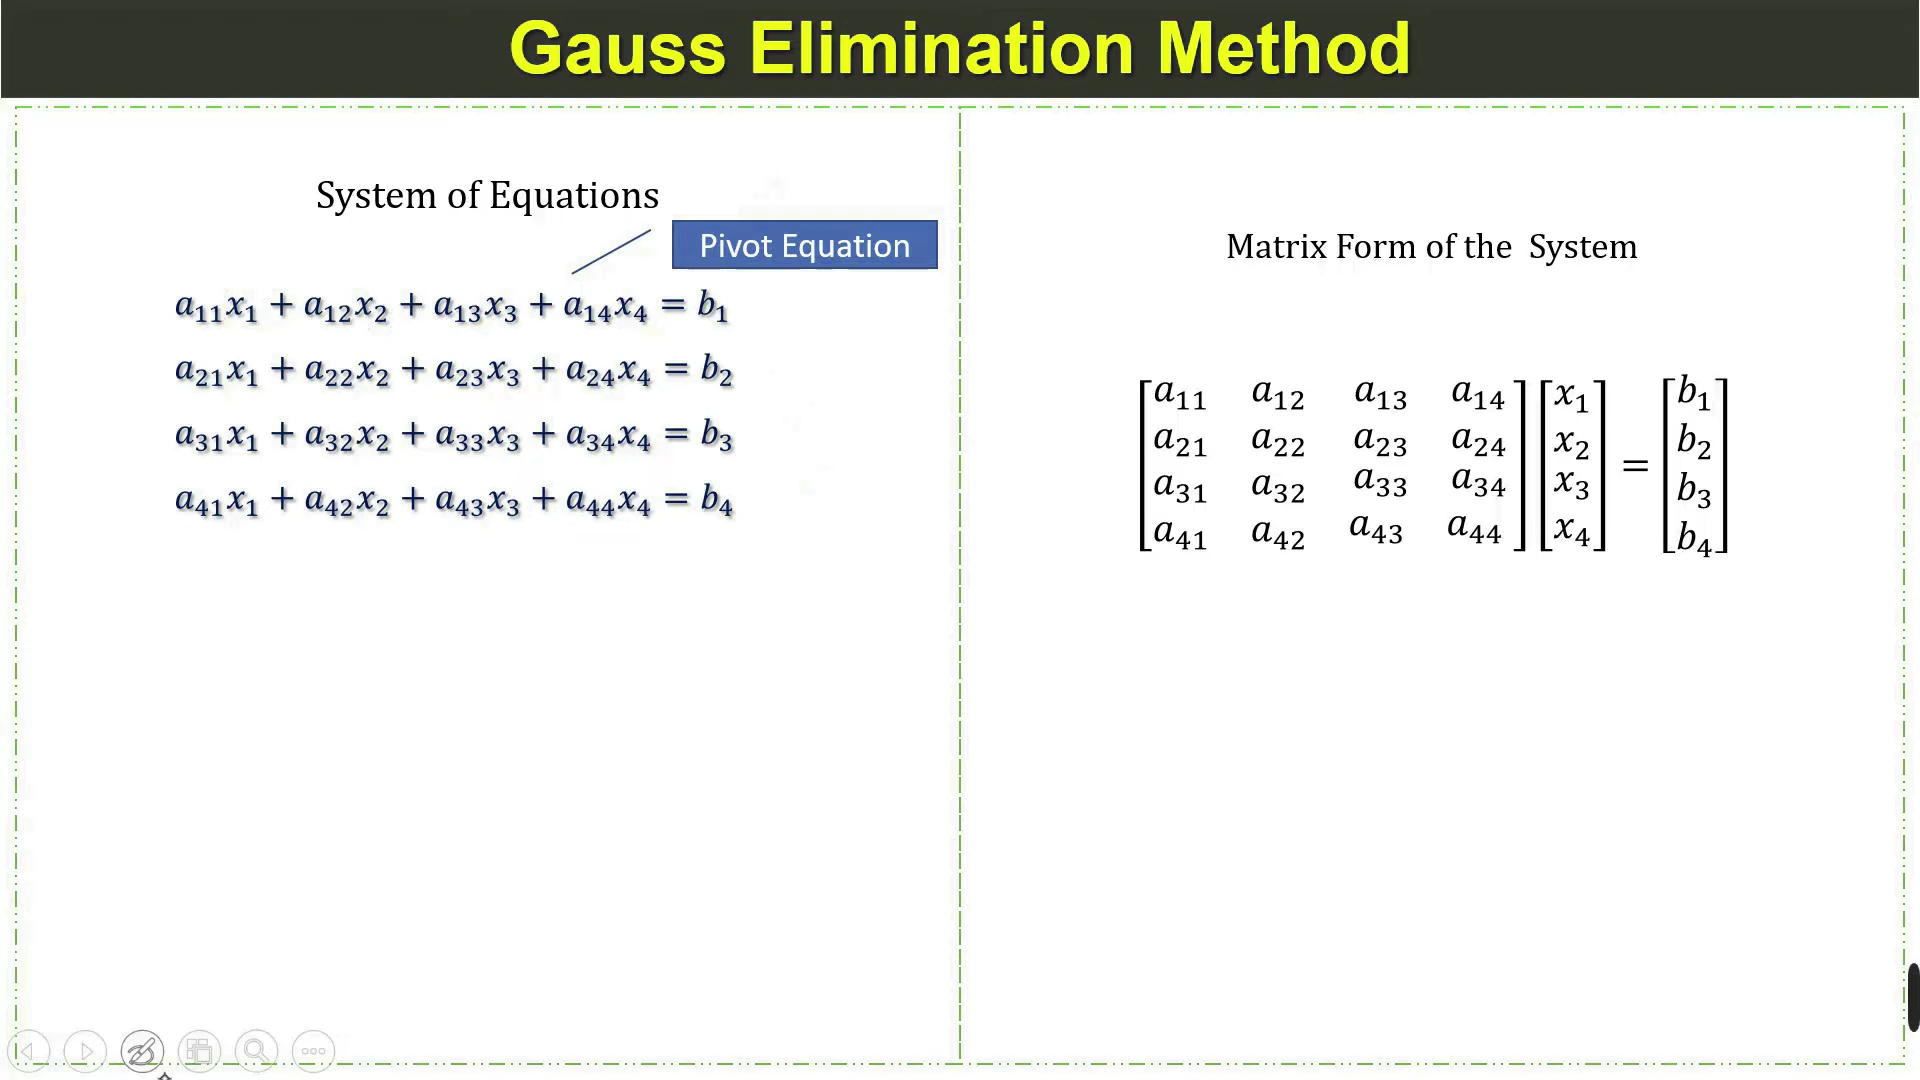 Gauss Elimination Method
System of Equations
Pivot Equation
a₁₁x₁ + a₁₂x₂ + a₁₃x₃ + a₁₄x₄ = b₁
a₂₁x₁ + a₂₂x₂ + a₂₃x₃ + a₂₄x₄ = b₂
a₃₁x₁ + a₃₂x₂ + a₃₃x₃ + a₃₄x₄ = b₃
a₄₁x₁ + a₄₂x₂ + a₄₃x₃ + a₄₄x₄ = b₄
Matrix Form of the System
[a₁₁ a₁₂ a₁₃ a₁₄] [x₁] [b₁]
[a₂₁ a₂₂ a₂₃ a₂₄] [x₂] = [b₂]
[a₃₁ a₃₂ a₃₃ a₃₄] [x₃] [b₃]
[a₄₁ a₄₂ a₄₃ a₄₄] [x₄] [b₄]